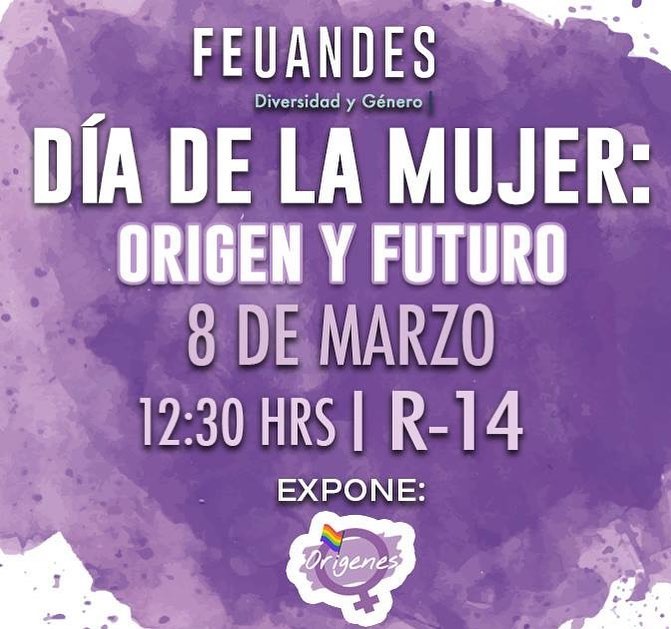 FEUANDES
Diversidad y Género |
DÍA DE LA MUJER:
ORIGEN Y FUTURO
8 DE MARZO
12:30 HRS | R-14
EXPONE:
Orígenes